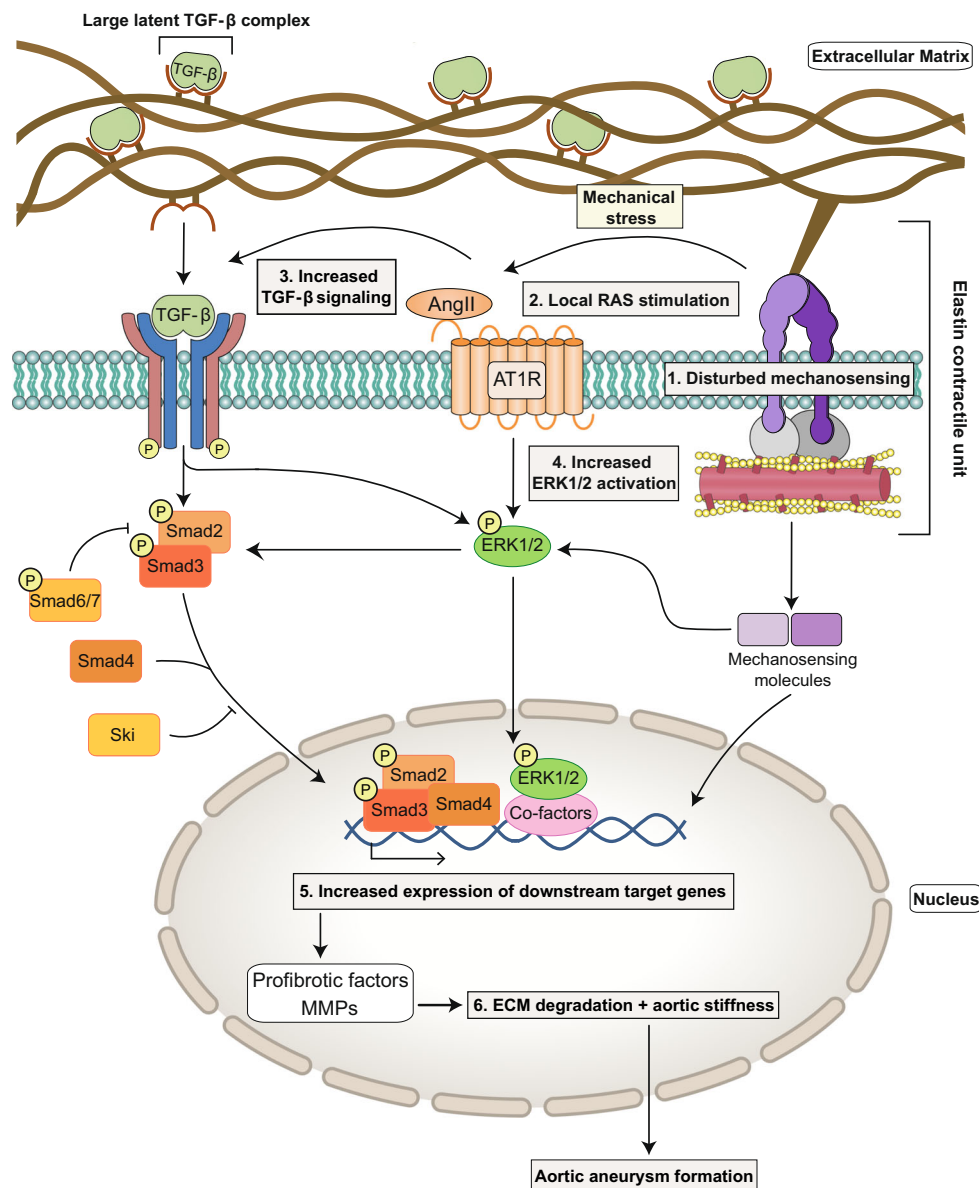 Large latent TGF-β complex
Extracellular Matrix
TGF-β
Mechanical
stress
3. Increased
TGF-β signaling
AngII
2. Local RAS stimulation
Elastin contractile unit
TGF-β
AT1R
1. Disturbed mechanosensing
P
P
4. Increased
ERK1/2 activation
P
Smad2
P
Smad3
P
ERK1/2
P
Smad6/7
Smad4
Mechanosensing
molecules
Ski
P
Smad2
P
Smad3
Smad4
P
ERK1/2
Co-factors
5. Increased expression of downstream target genes
Nucleus
Profibrotic factors
MMPs
6. ECM degradation + aortic stiffness
Aortic aneurysm formation